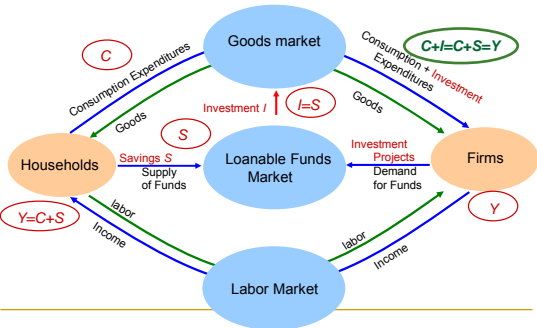 Goods market
C
C+I=C+S=Y
Consumption Expenditures
Consumption + Investment
Expenditures
Goods
Goods
Investment I
I=S
S
Households
Savings S
Supply
of Funds
Loanable Funds
Market
Investment
Projects
Demand
for Funds
Firms
Y=C+S
Y
labor
Income
labor
Income
Labor Market